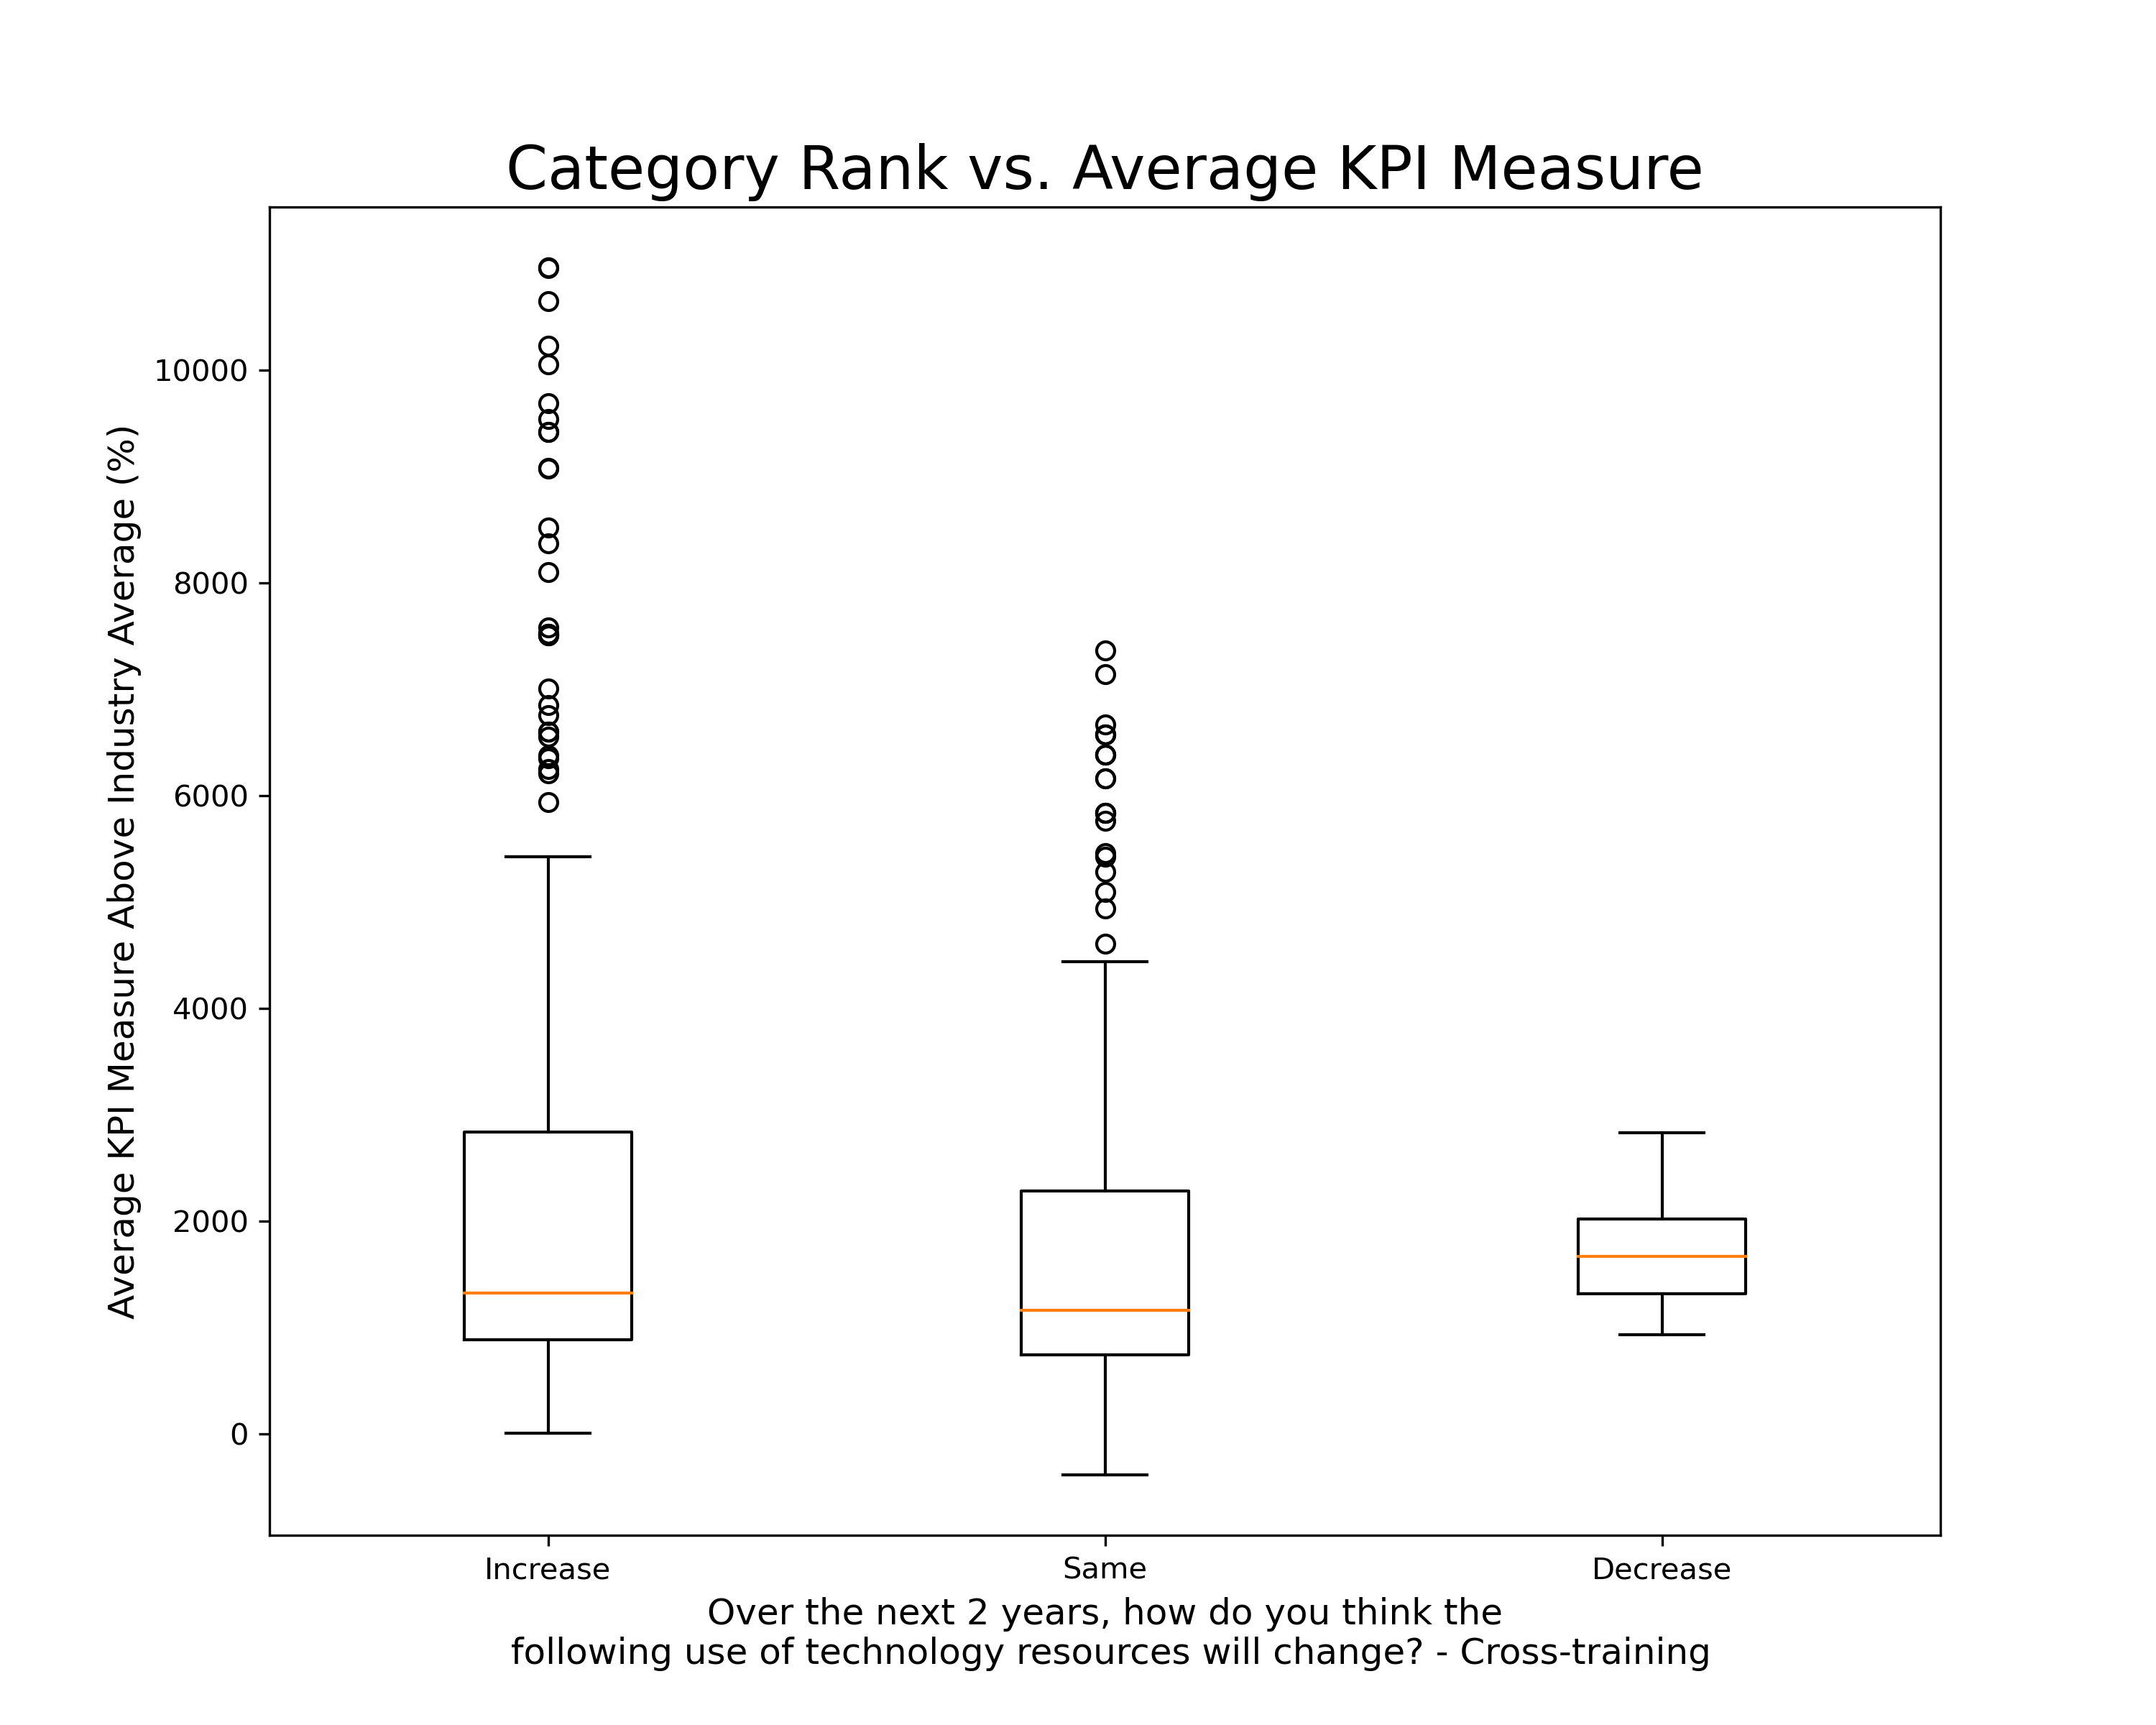 Category Rank vs. Average KPI Measure
Average KPI Measure Above Industry Average (%)
10000
8000
6000
4000
2000
0
Increase
Same
Decrease
Over the next 2 years, how do you think the
following use of technology resources will change? - Cross-training